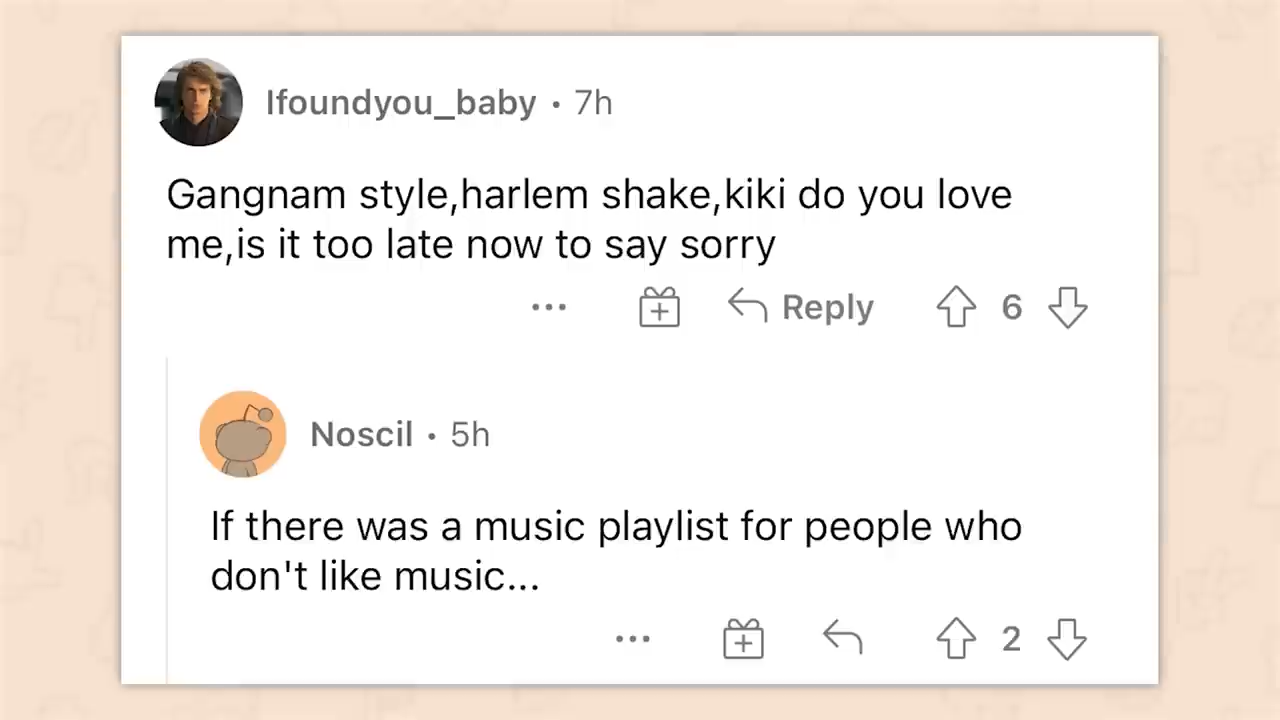 Ifoundyou_baby • 7h
Gangnam style,harlem shake,kiki do you love
me,is it too late now to say sorry
... Reply 6
Noscil • 5h
If there was a music playlist for people who
don't like music...
... 2